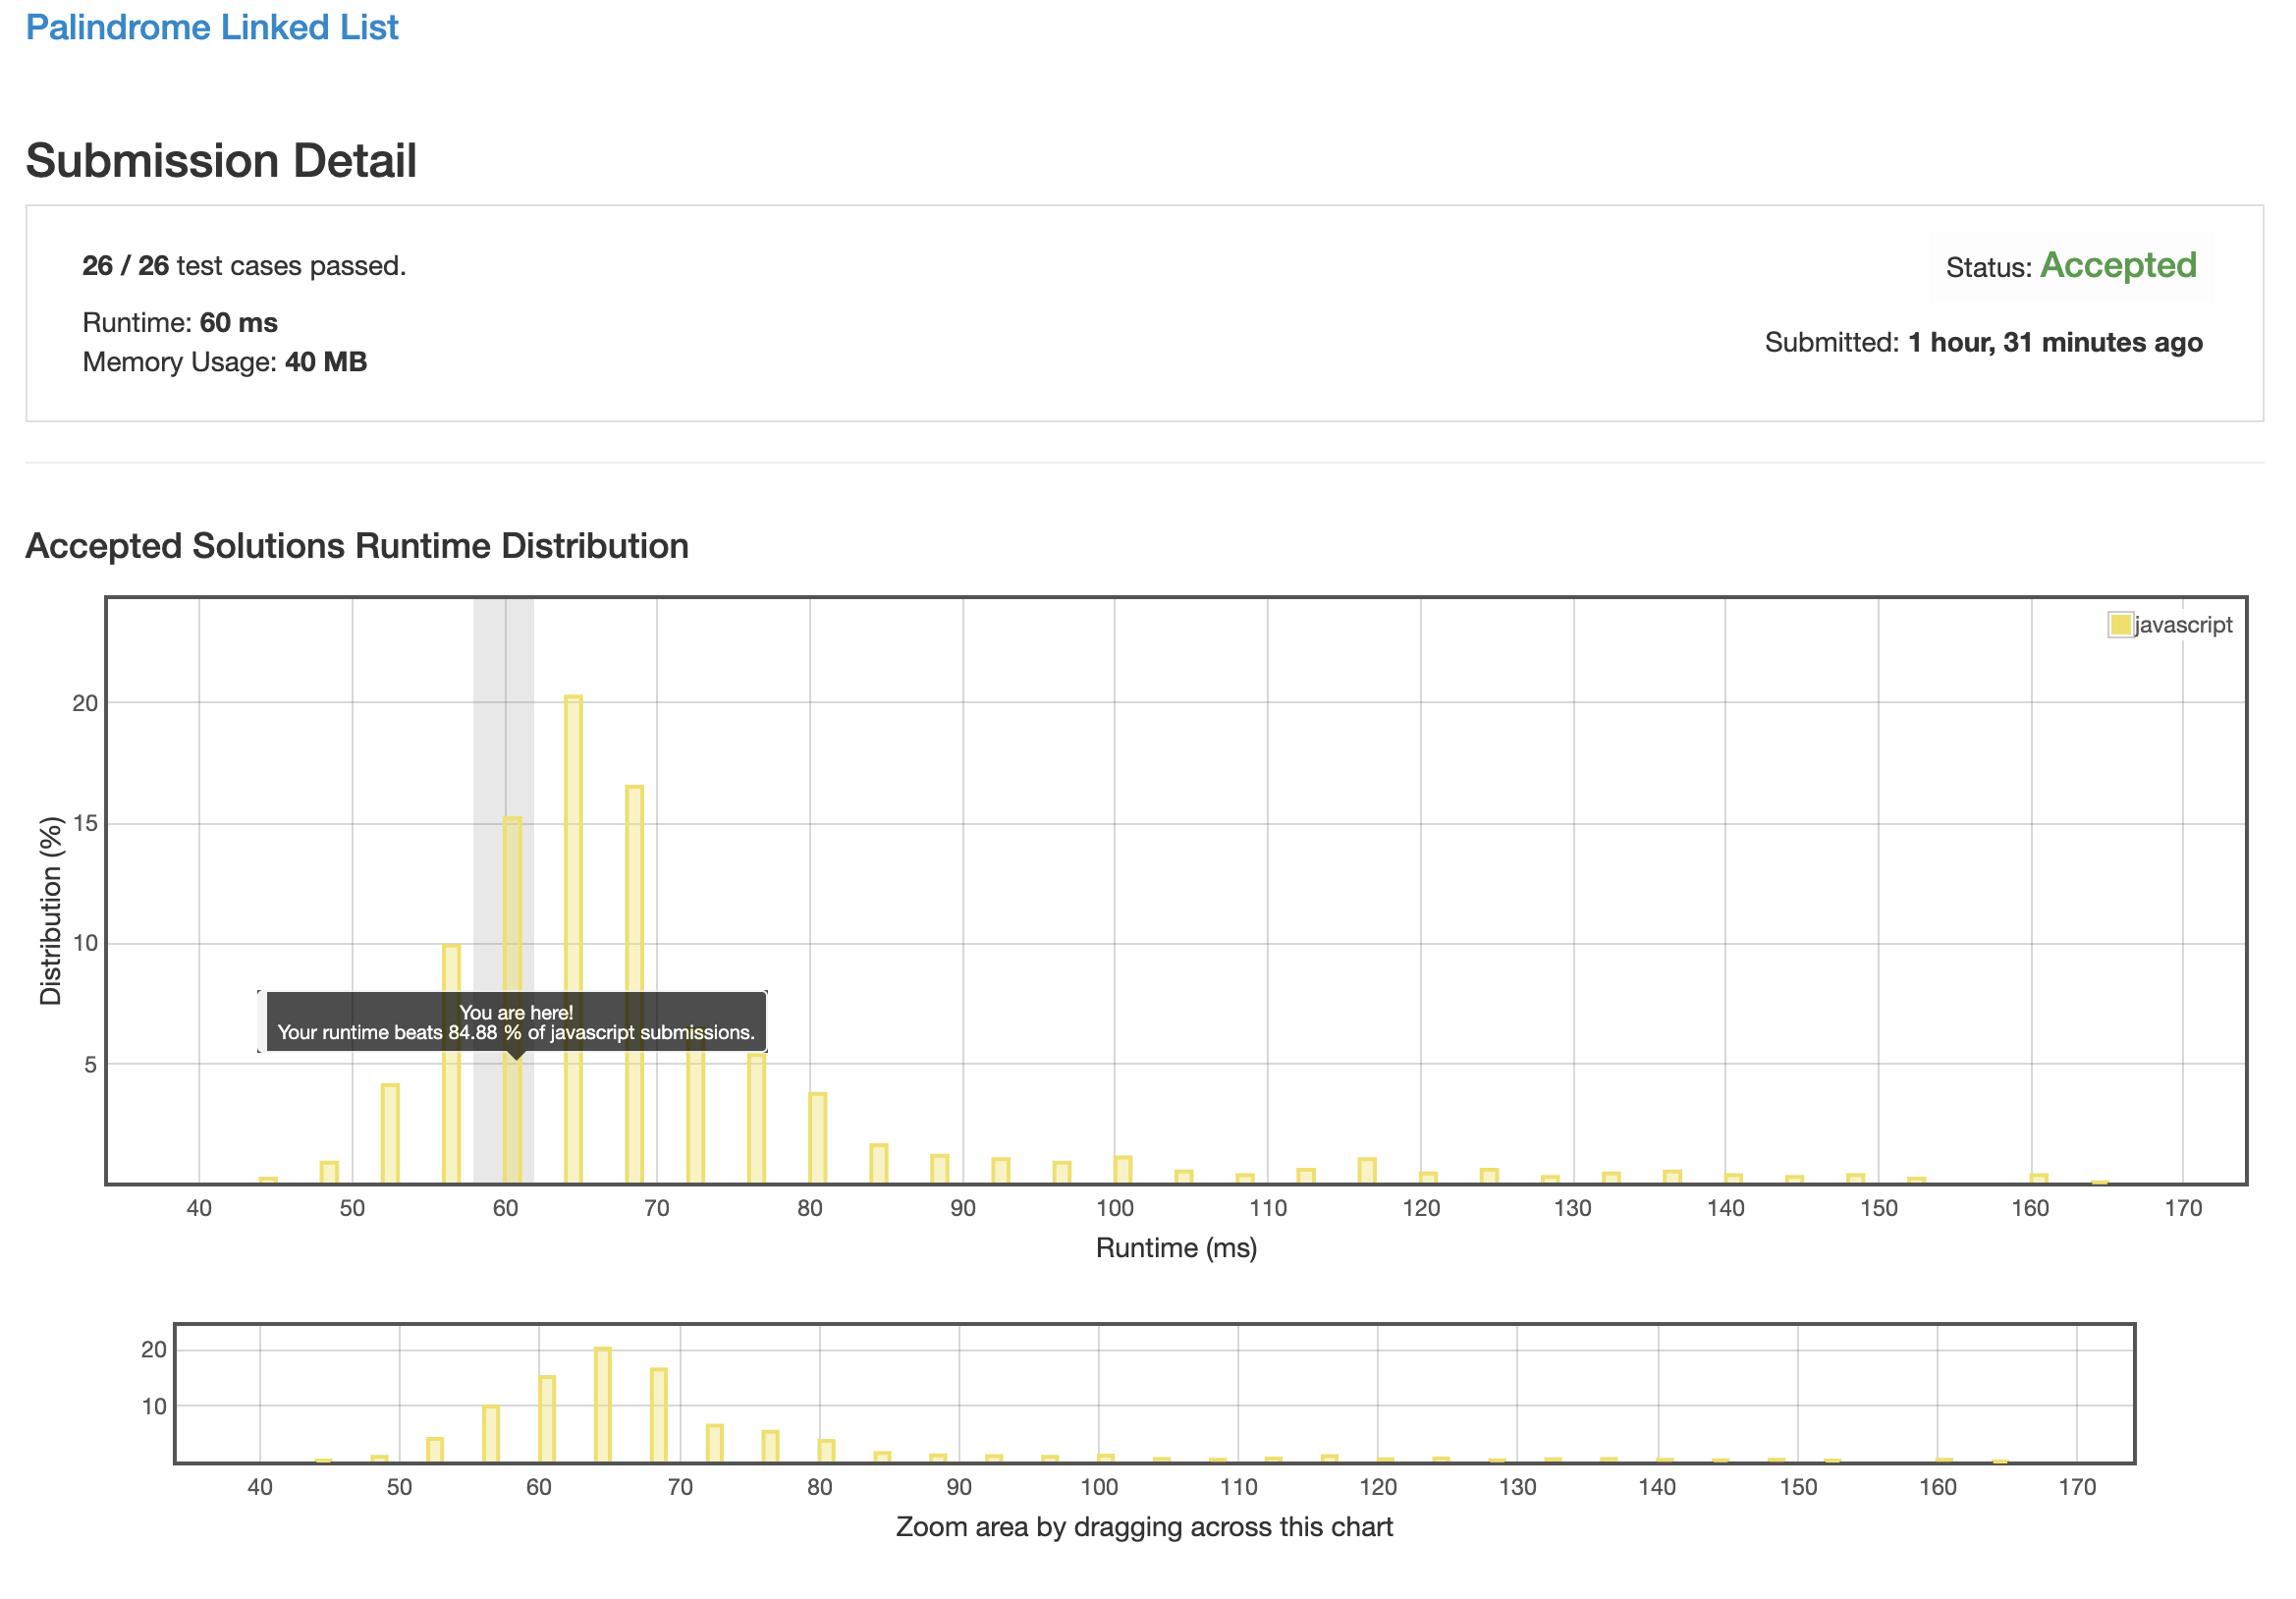 Palindrome Linked List
Submission Detail
26 / 26 test cases passed.
Status: Accepted
Runtime: 60 ms
Submitted: 1 hour, 31 minutes ago
Memory Usage: 40 MB
Accepted Solutions Runtime Distribution
javascript
20
15
10
5
Distribution (%)
You are here!
Your runtime beats 84.88 % of javascript submissions.
40 50 60 70 80 90 100 110 120 130 140 150 160 170
Runtime (ms)
20
10
40 50 60 70 80 90 100 110 120 130 140 150 160 170
Zoom area by dragging across this chart